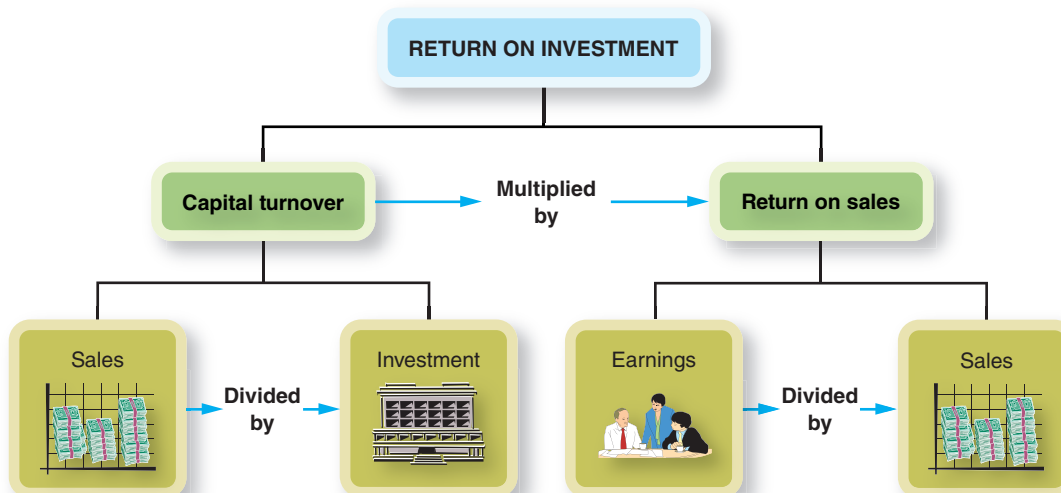 RETURN ON INVESTMENT
Capital turnover
Multiplied
by
Return on sales
Sales
Divided
by
Investment
Earnings
Divided
by
Sales